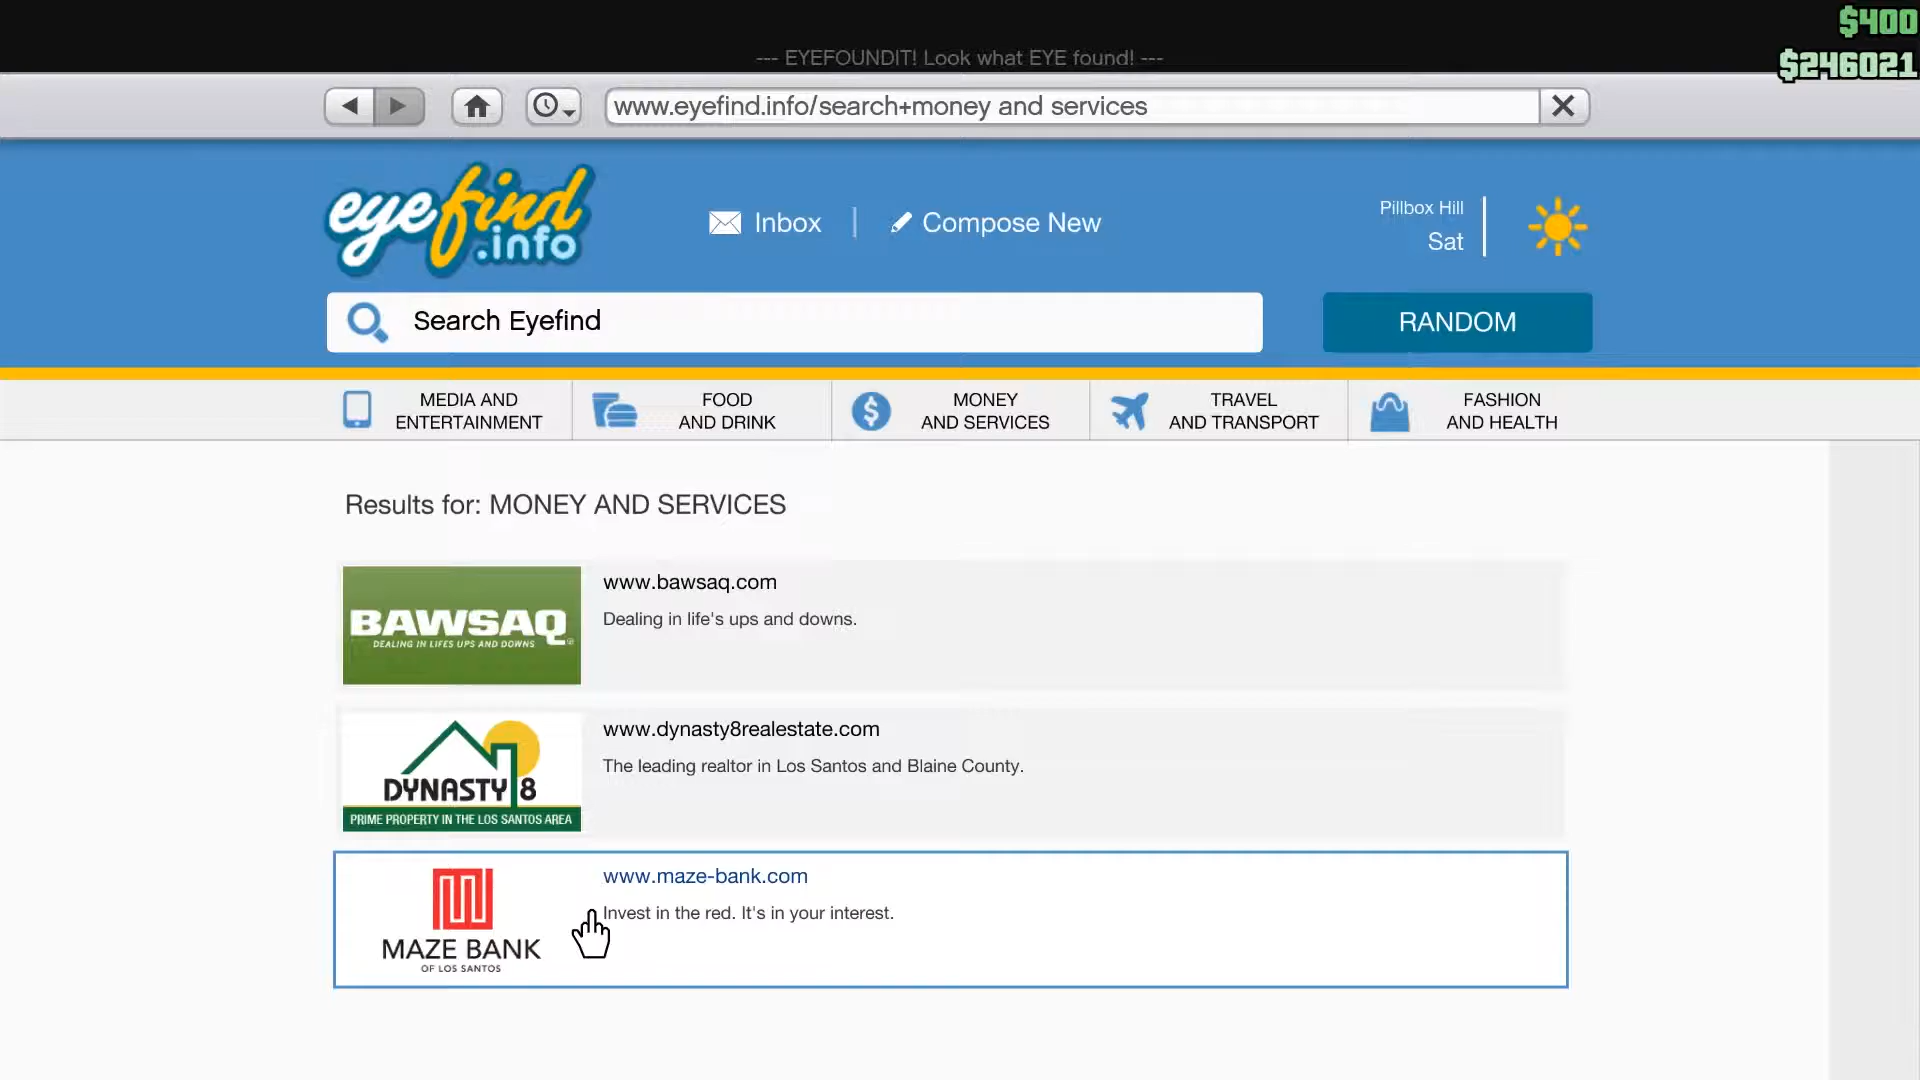 $400
--- EYEFOUNDIT! Look what EYE found! ---
$246021
www.eyefind.info/search+money and services
eyefind
.info
Inbox
Compose New
Pillbox Hill
Sat
Search Eyefind
RANDOM
MEDIA AND
ENTERTAINMENT
FOOD
AND DRINK
MONEY
AND SERVICES
TRAVEL
AND TRANSPORT
FASHION
AND HEALTH
Results for: MONEY AND SERVICES
BAWSAQ
DEALING IN LIFES UPS AND DOWNS
www.bawsaq.com
Dealing in life's ups and downs.
DYNASTY 8
PRIME PROPERTY IN THE LOS SANTOS AREA
www.dynasty8realestate.com
The leading realtor in Los Santos and Blaine County.
MAZE BANK
OF LOS SANTOS
www.maze-bank.com
Invest in the red. It's in your interest.